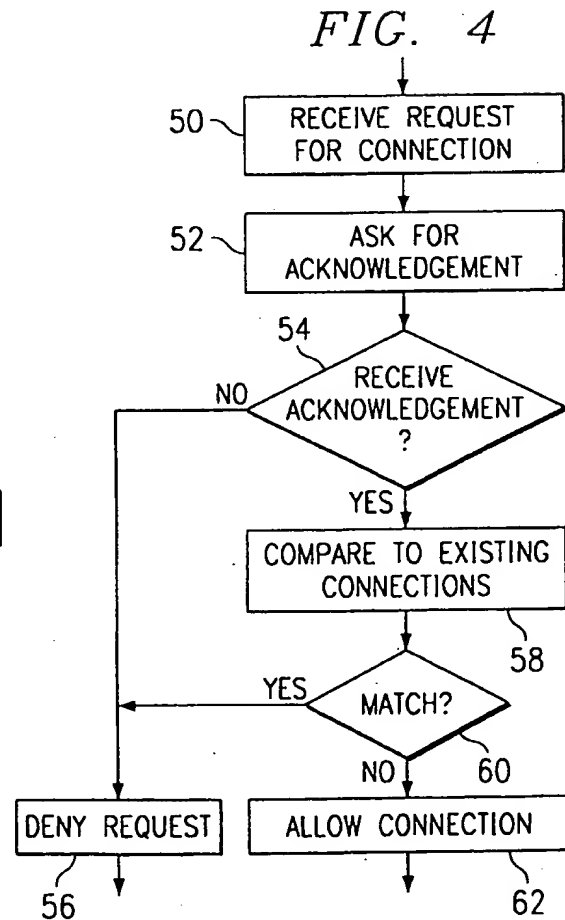 FIG. 4
50
RECEIVE REQUEST
FOR CONNECTION
52
ASK FOR
ACKNOWLEDGEMENT
54
RECEIVE
ACKNOWLEDGEMENT
?
NO
YES
COMPARE TO EXISTING
CONNECTIONS
58
YES
MATCH?
60
NO
DENY REQUEST
56
ALLOW CONNECTION
62